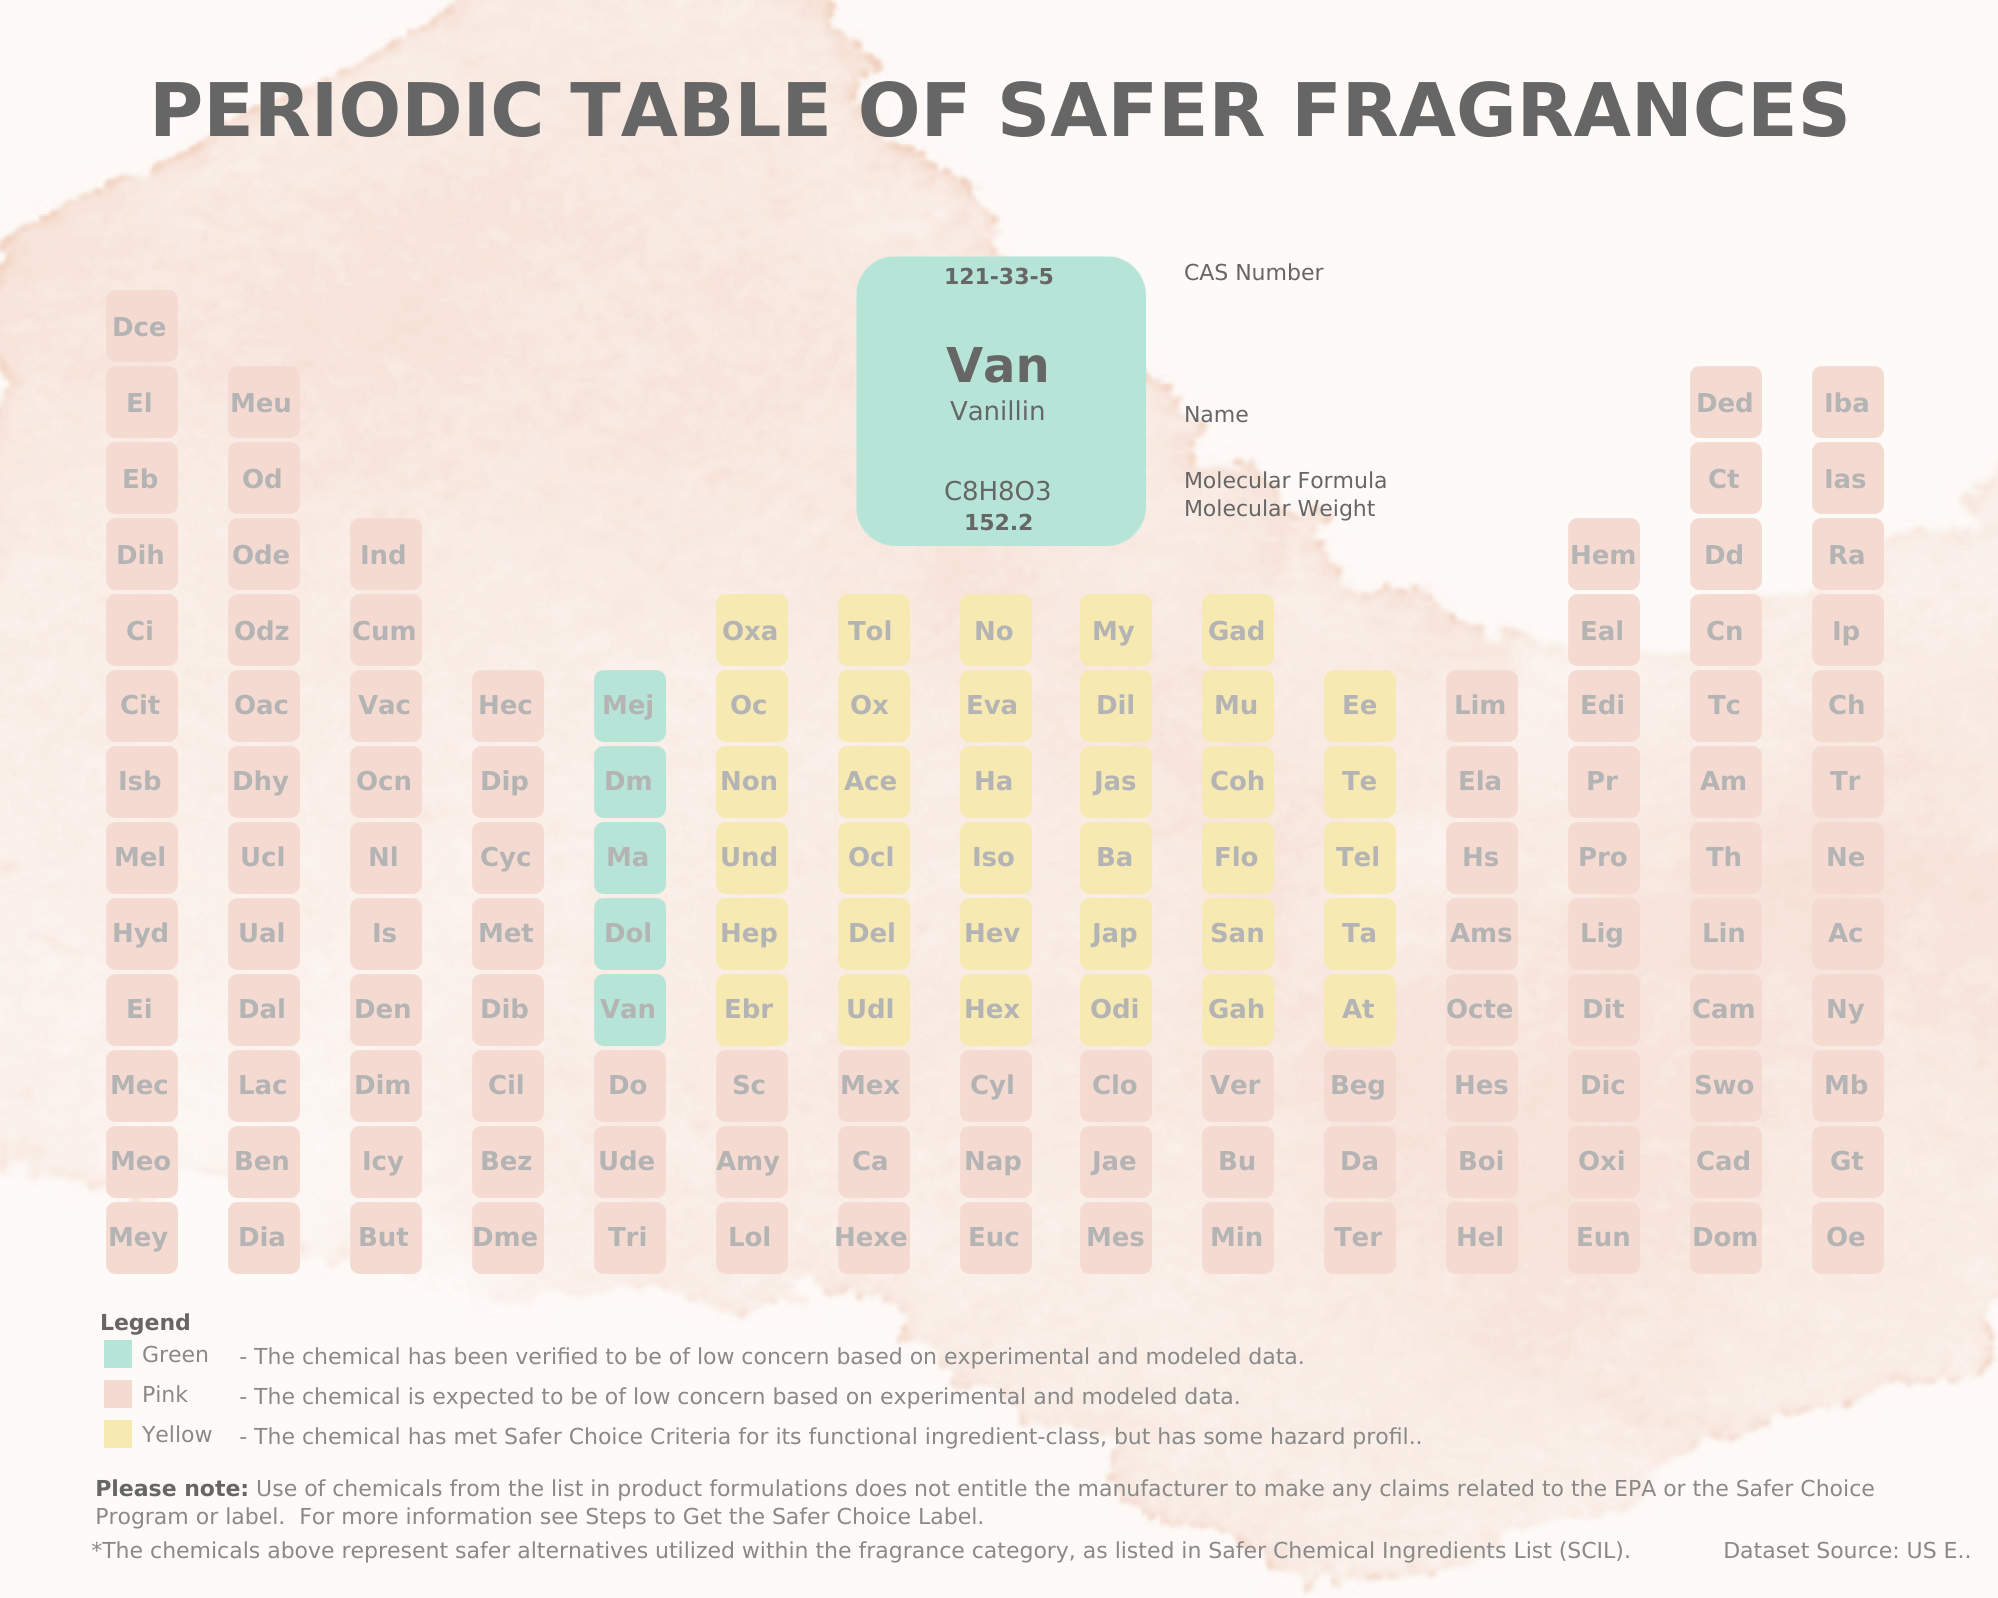 PERIODIC TABLE OF SAFER FRAGRANCES
121-33-5 CAS Number
Van
Vanillin Name
C8H8O3 Molecular Formula
152.2 Molecular Weight
Dce
El Meu Ded Iba
Eb Od Ct Ias
Dih Ode Ind Hem Dd Ra
Ci Odz Cum Oxa Tol No My Gad Eal Cn Ip
Cit Oac Vac Hec Mej Oc Ox Eva Dil Mu Ee Lim Edi Tc Ch
Isb Dhy Ocn Dip Dm Non Ace Ha Jas Coh Te Ela Pr Am Tr
Mel Ucl Nl Cyc Ma Und Ocl Iso Ba Flo Tel Hs Pro Th Ne
Hyd Ual Is Met Dol Hep Del Hev Jap San Ta Ams Lig Lin Ac
Ei Dal Den Dib Van Ebr Udl Hex Odi Gah At Octe Dit Cam Ny
Mec Lac Dim Cil Do Sc Mex Cyl Clo Ver Beg Hes Dic Swo Mb
Meo Ben Icy Bez Ude Amy Ca Nap Jae Bu Da Boi Oxi Cad Gt
Mey Dia But Dme Tri Lol Hexe Euc Mes Min Ter Hel Eun Dom Oe
Legend
Green - The chemical has been verified to be of low concern based on experimental and modeled data.
Pink - The chemical is expected to be of low concern based on experimental and modeled data.
Yellow - The chemical has met Safer Choice Criteria for its functional ingredient-class, but has some hazard profil..
Please note: Use of chemicals from the list in product formulations does not entitle the manufacturer to make any claims related to the EPA or the Safer Choice
Program or label.  For more information see Steps to Get the Safer Choice Label.
*The chemicals above represent safer alternatives utilized within the fragrance category, as listed in Safer Chemical Ingredients List (SCIL). Dataset Source: US E..